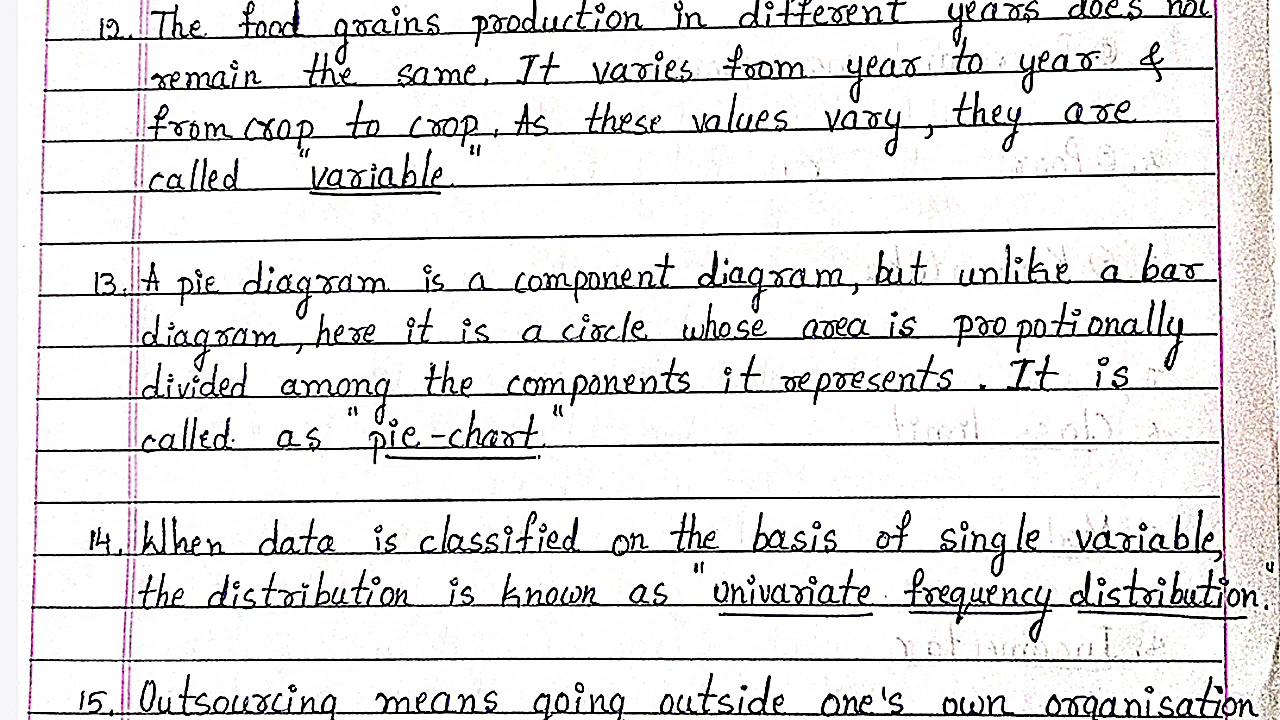 12. The food grains production in different years does not
remain the same. It varies from year to year &
from crop to crop. As these values vary, they are
called "variable"
13. A pie diagram is a component diagram, but unlike a bar
diagram, here it is a circle whose area is propotionally
divided among the components it represents. It is
called as "pie-chart."
14. When data is classified on the basis of single variable,
the distribution is known as "univariate frequency distribution."
15. Outsourcing means going outside one's own organisation